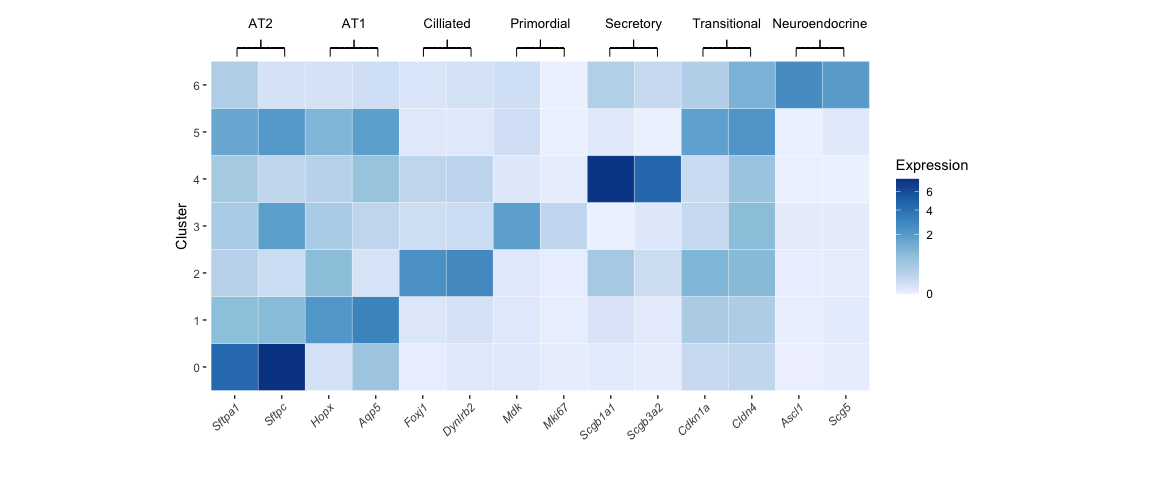 AT2 AT1 Cilliated Primordial Secretory Transitional Neuroendocrine
6
5
4
3
2
1
0
Cluster
Sftpa1 Sftpc Hopx Aqp5 Foxj1 Dynlrb2 Mdk Mki67 Scgb1a1 Scgb3a2 Cdkn1a Cldn4 Ascl1 Scg5
Expression
6
4
2
0